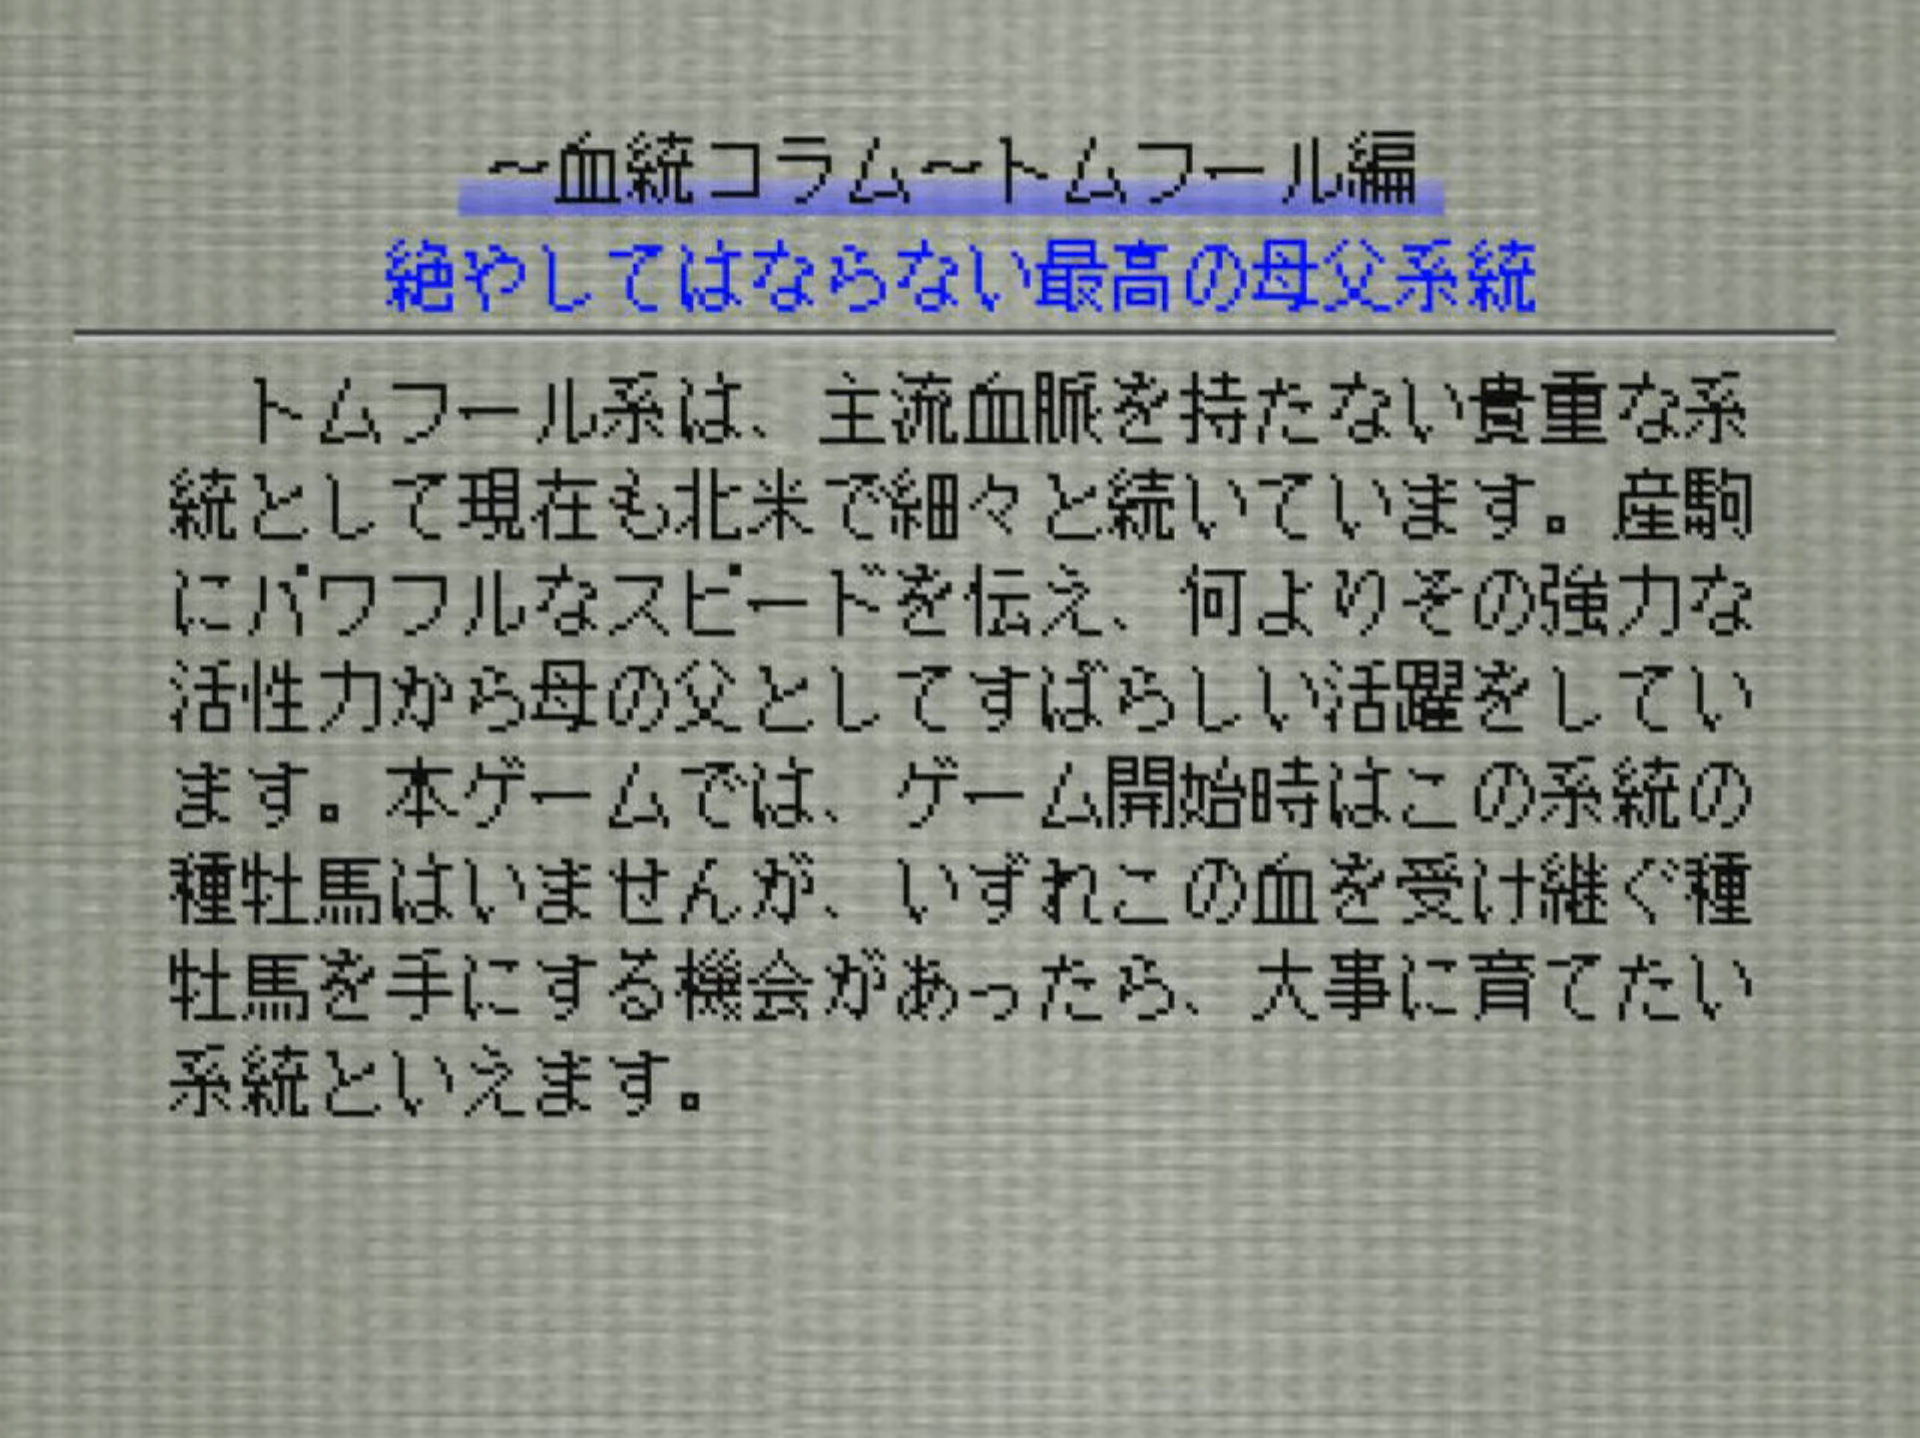 ～血統コラム～トムフール編
絶やしてはならない最高の母父系統
トムフール系は、主流血脈を持たない貴重な系
統として現在も北米で細々と続いています。産駒
にパワフルなスピードを伝え、何よりその強力な
活性力から母の父としてすばらしい活躍をしてい
ます。本ゲームでは、ゲーム開始時はこの系統の
種牡馬はいませんが、いずれこの血を受け継ぐ種
牡馬を手にする機会があったら、大事に育てたい
系統といえます。